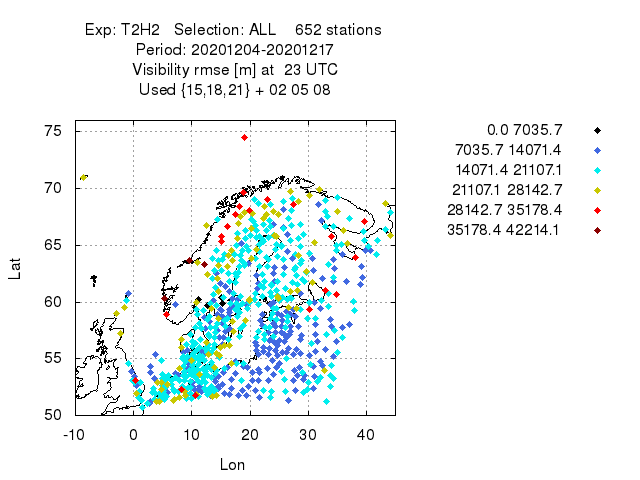 Exp: T2H2 Selection: ALL 652 stations
Period: 20201204-20201217
Visibility rmse [m] at 23 UTC
Used {15,18,21} + 02 05 08
75
70
65
60
55
50
-10 0 10 20 30 40
Lat
Lon
0.0 7035.7
7035.7 14071.4
14071.4 21107.1
21107.1 28142.7
28142.7 35178.4
35178.4 42214.1